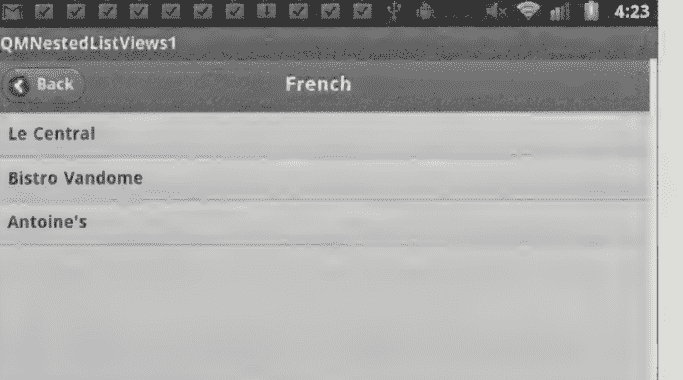 4:23
QMNestedListViews1
Back
French
Le Central
Bistro Vandome
Antoine's